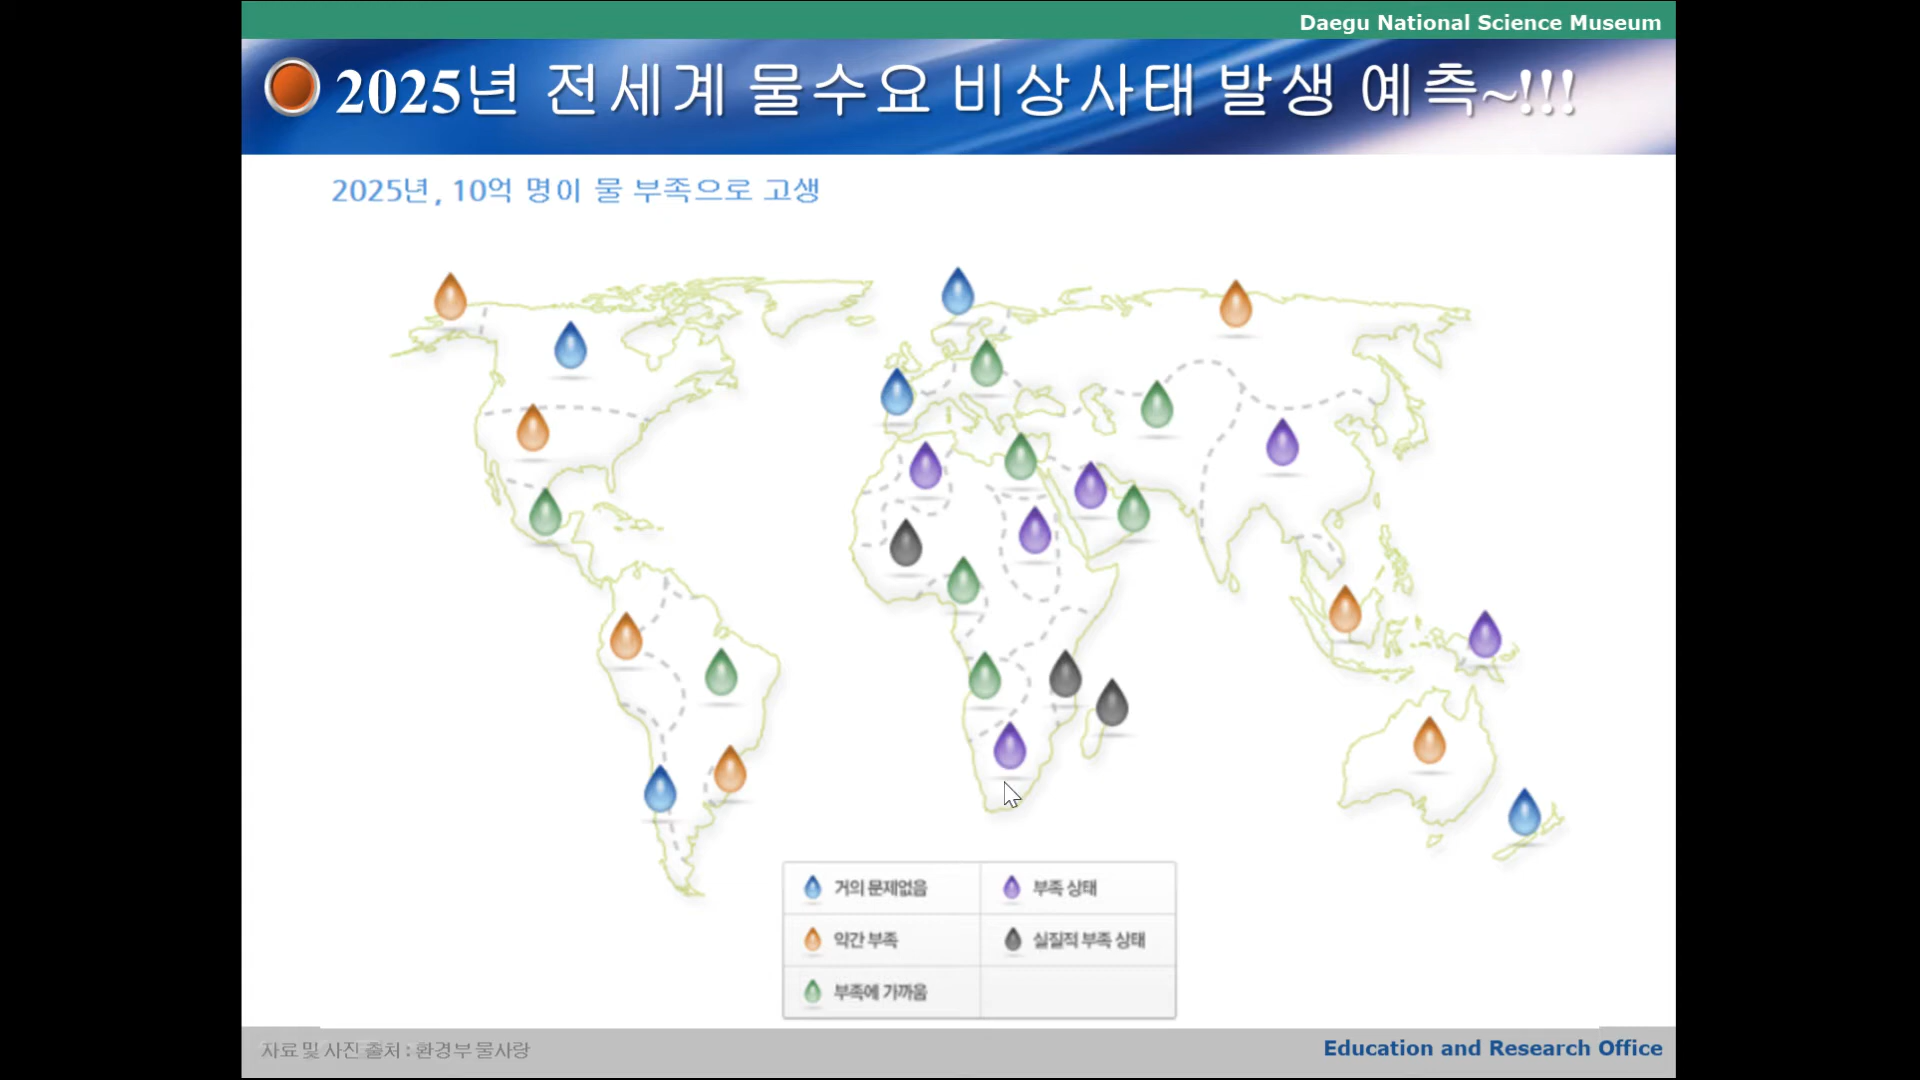 Daegu National Science Museum
2025년 전세계 물수요 비상사태 발생 예측~!!!
2025년, 10억 명이 물 부족으로 고생
거의 문제없음
부족 상태
약간 부족
실질적 부족 상태
부족에 가까움
자료 및 사진 출처 : 환경부 물사랑
Education and Research Office